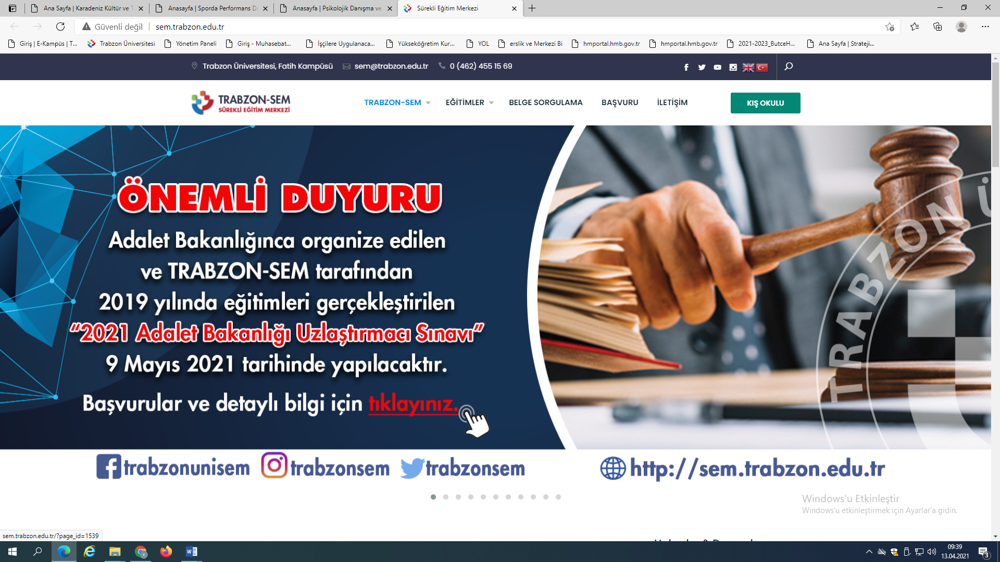 Ana Sayfa | Karadeniz Kültür ve T
Anasayfa | Sporda Performans De
Anasayfa | Psikolojik Danışma ve
Sürekli Eğitim Merkezi
Güvenli değil
sem.trabzon.edu.tr
Giriş | E-Kampüs | T...
Trabzon Üniversitesi
Yönetim Paneli
Giriş - Muhasebat...
İşçilere Uygulanaca...
Yükseköğretim Kur...
YOL
erslik ve Merkezi Bi
hmportal.hmb.gov.tr
hmportal.hmb.gov.tr
2021-2023_ButceH...
Ana Sayfa | Strateji...
Trabzon Üniversitesi, Fatih Kampüsü
sem@trabzon.edu.tr
0 (462) 455 15 69
TRABZON-SEM
SÜREKLİ EĞİTİM MERKEZİ
TRABZON-SEM
EĞİTİMLER
BELGE SORGULAMA
BAŞVURU
İLETİŞİM
KIŞ OKULU
ÖNEMLİ DUYURU
Adalet Bakanlığınca organize edilen
ve TRABZON-SEM tarafından
2019 yılında eğitimleri gerçekleştirilen
“2021 Adalet Bakanlığı Uzlaştırmacı Sınavı”
9 Mayıs 2021 tarihinde yapılacaktır.
Başvurular ve detaylı bilgi için tıklayınız.
TRABZON Ü
trabzonunisem
trabzonsem
trabzonsem
http://sem.trabzon.edu.tr
Windows'u Etkinleştir
Windows'u etkinleştirmek için Ayarlar'a gidin.
sem.trabzon.edu.tr/?page_id=1539
09:39
13.04.2021
3